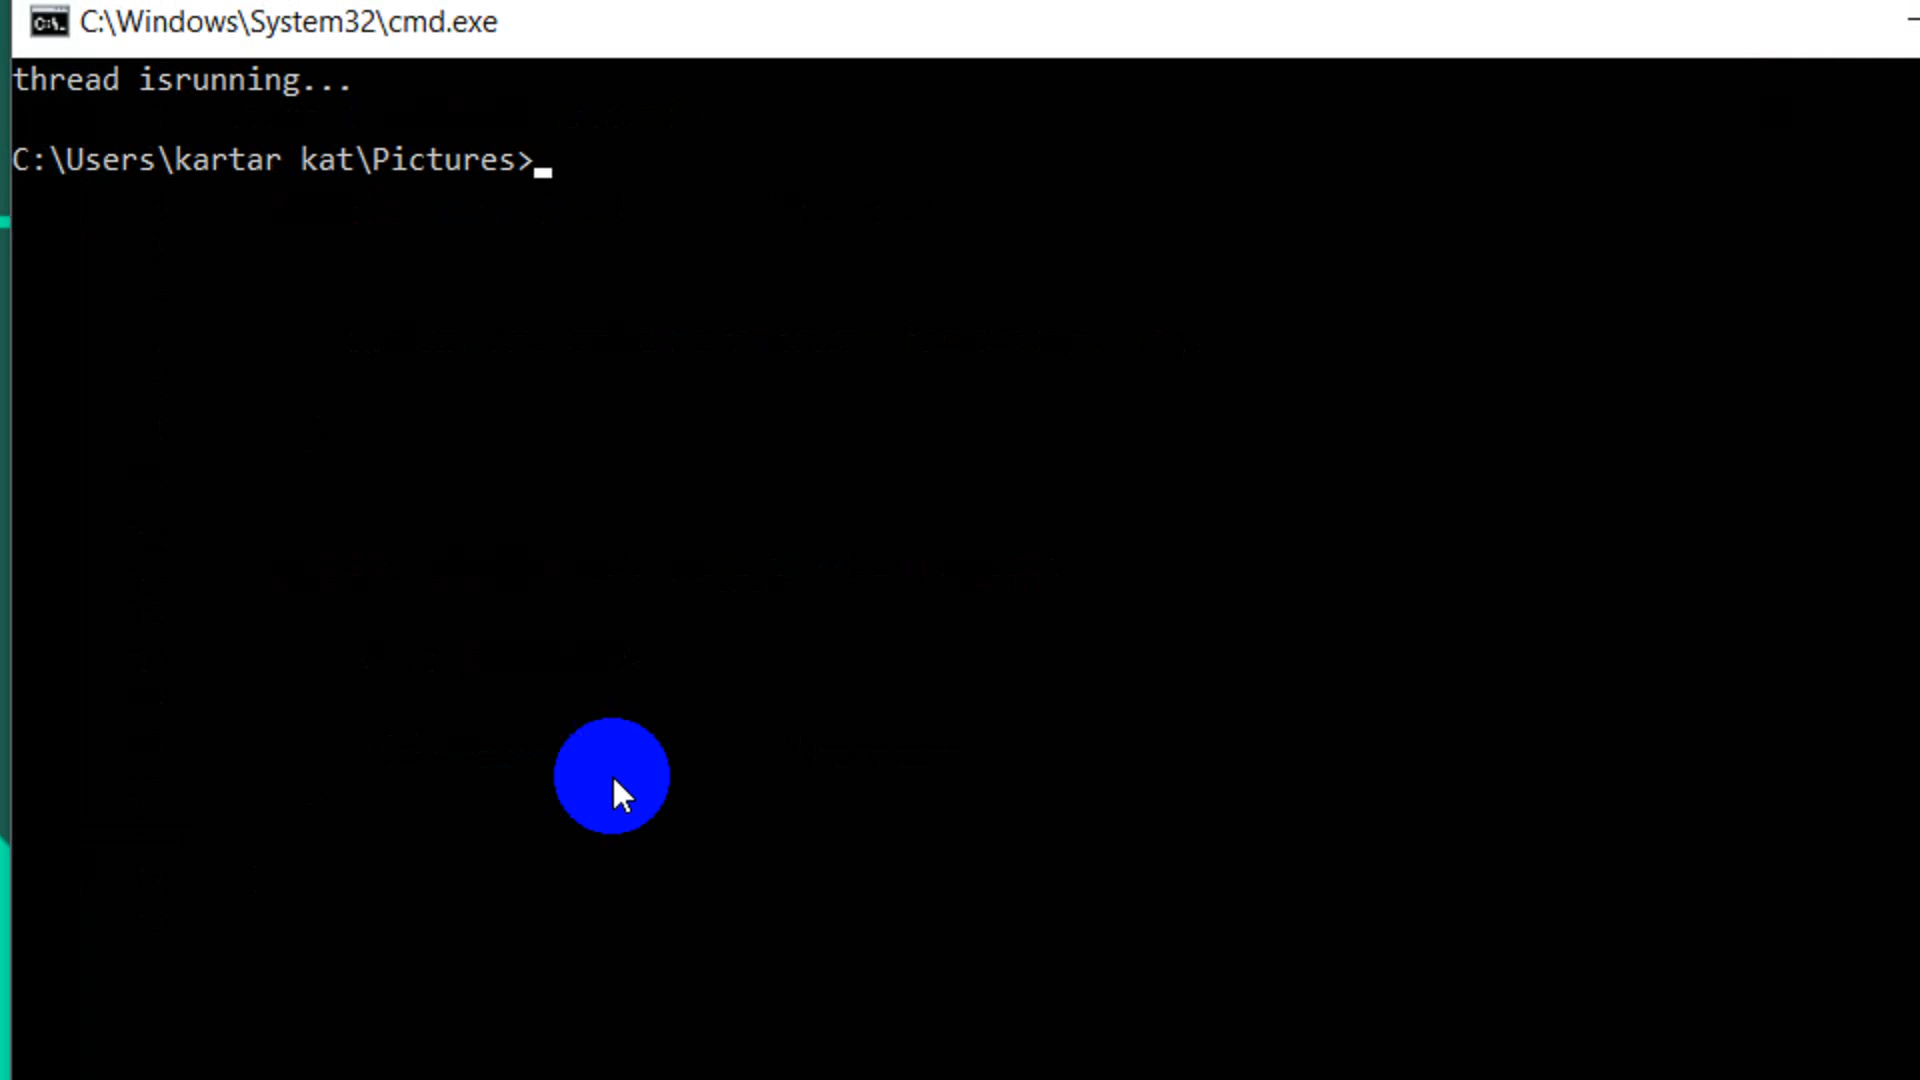 C:\Windows\System32\cmd.exe
thread isrunning...
C:\Users\kartar kat\Pictures>